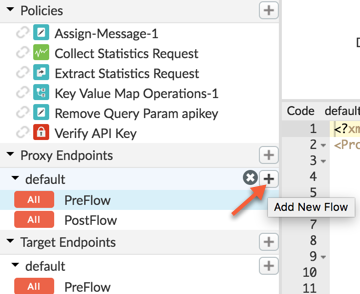 Policies
Assign-Message-1
Collect Statistics Request
Extract Statistics Request
Key Value Map Operations-1
Remove Query Param apikey
Verify API Key
Proxy Endpoints
default
All PreFlow
All PostFlow
Target Endpoints
default
All PreFlow
Add New Flow
Code default
1 <?xm
2 <Pro
3
4
5
6
7
8
9
10
11